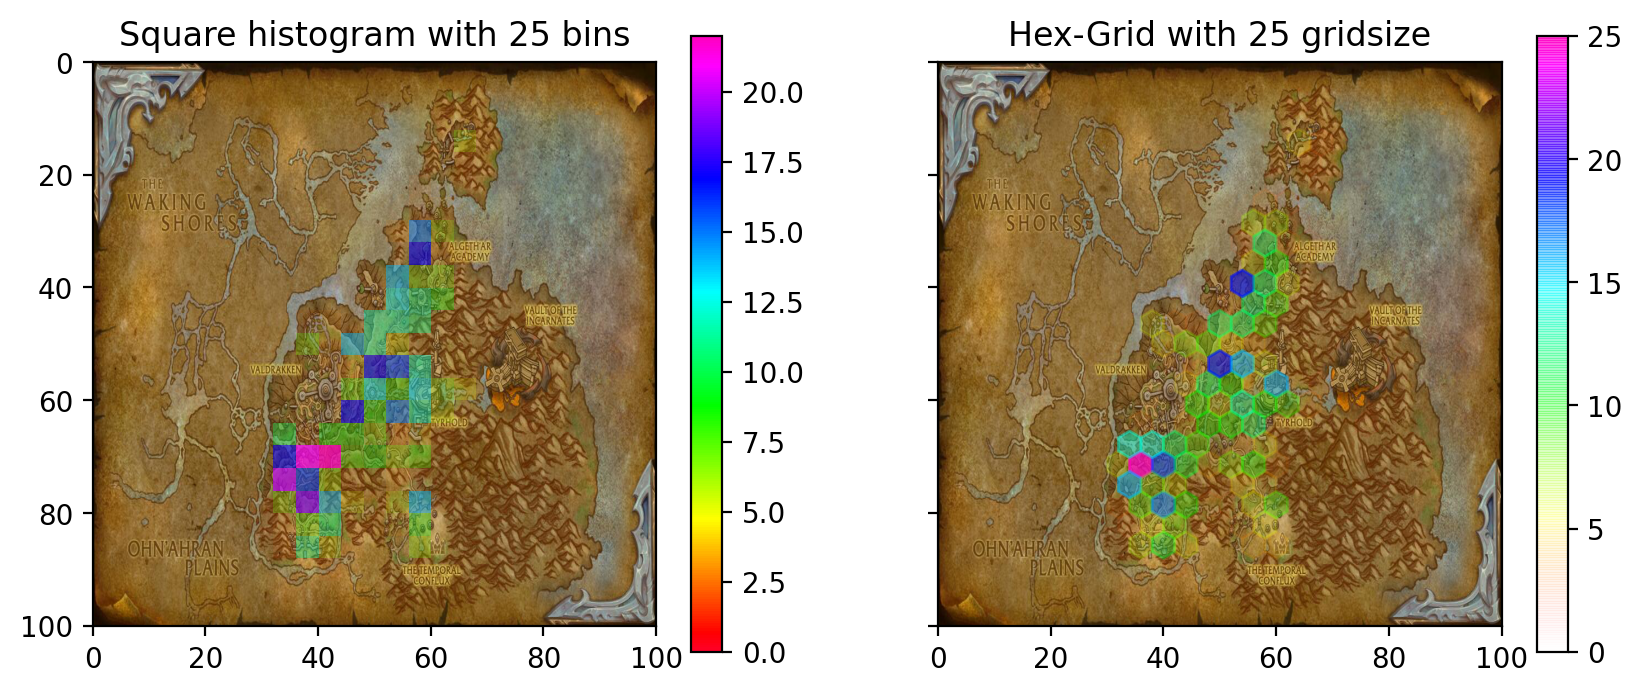 Square histogram with 25 bins
0
20
40
60
80
100
0
20
40
60
80
100
THE
WAKING
SHORES
ALGETH'AR
ACADEMY
VAULT OF THE
INCARNATES
VALDRAKKEN
TYRHOLD
OHN'AHRAN
PLAINS
THE TEMPORAL
CONFLUX
20.0
17.5
15.0
12.5
10.0
7.5
5.0
2.5
0.0
Hex-Grid with 25 gridsize
0
20
40
60
80
100
THE
WAKING
SHORES
ALGETH'AR
ACADEMY
VAULT OF THE
INCARNATES
VALDRAKKEN
TYRHOLD
OHN'AHRAN
PLAINS
THE TEMPORAL
CONFLUX
25
20
15
10
5
0